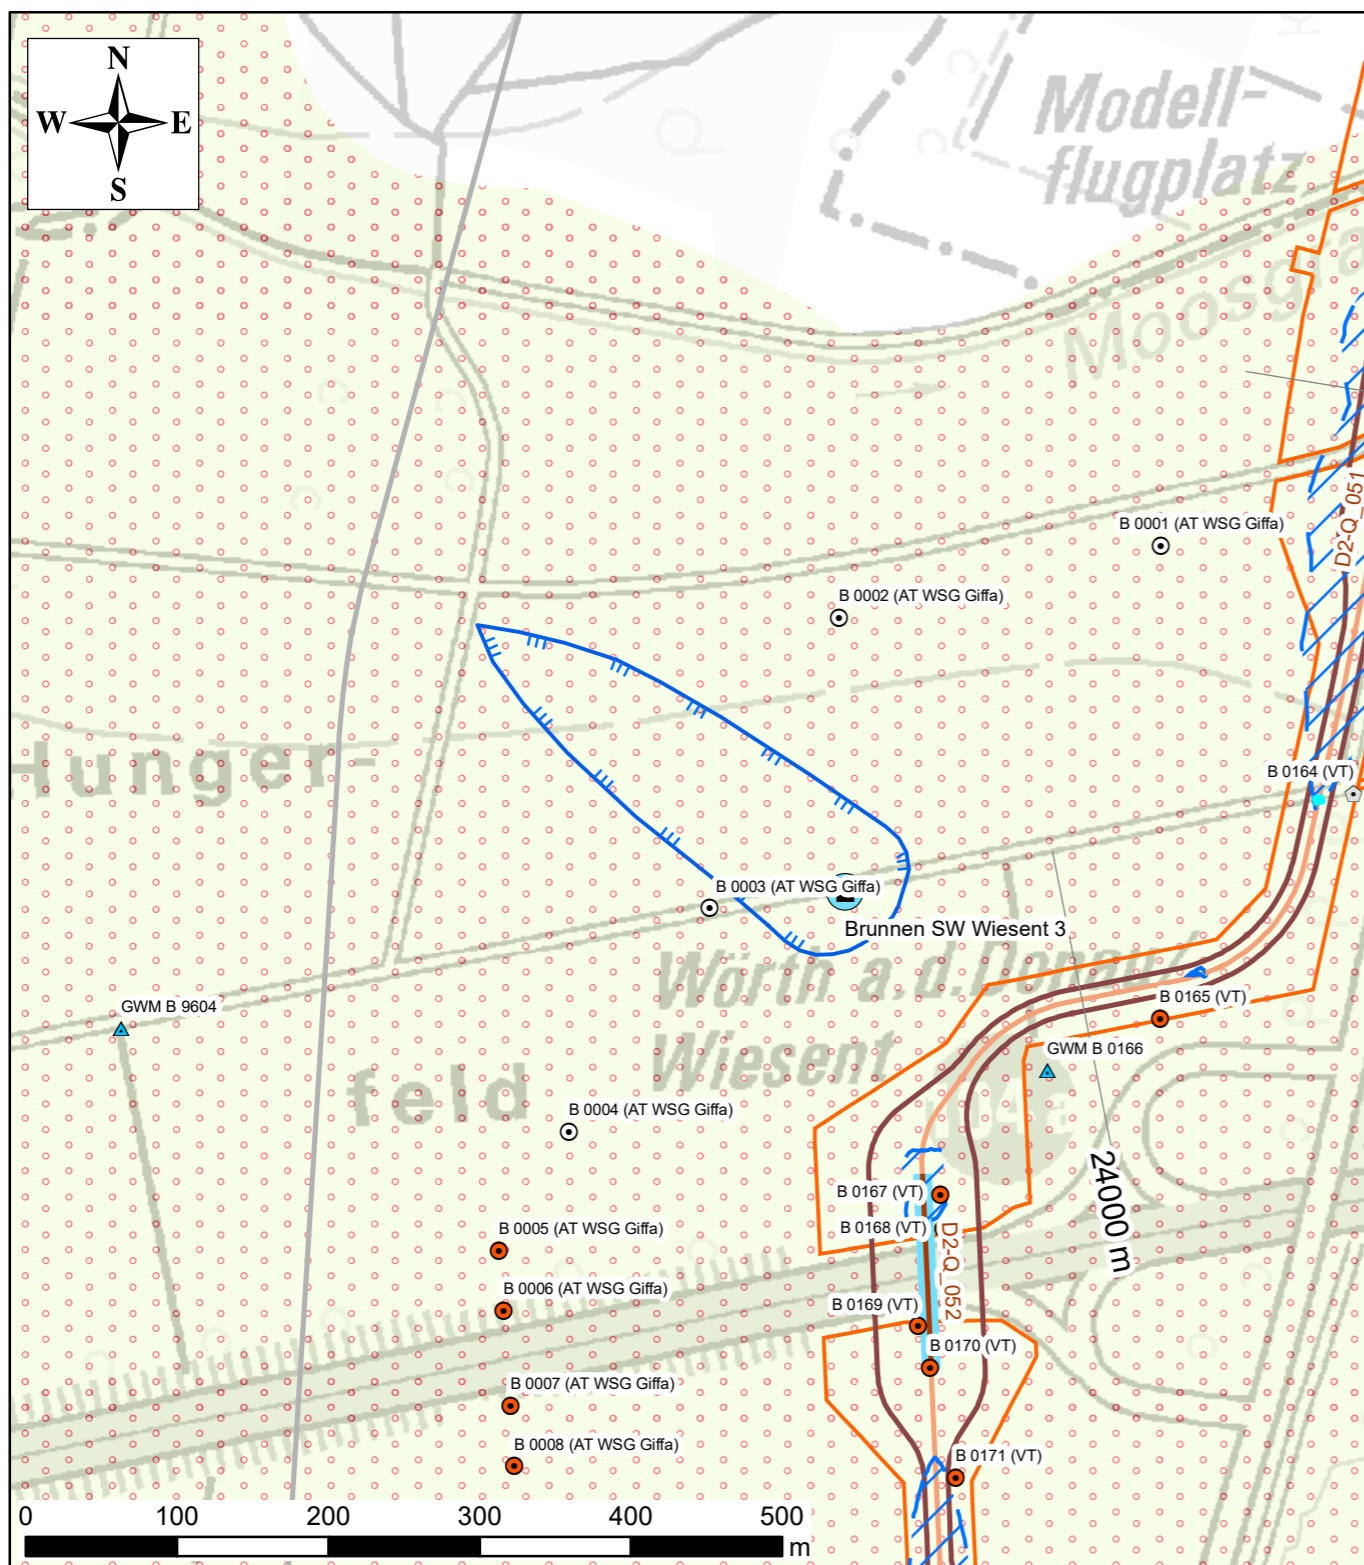 N
W E
S
Modell-
flugplatz
Moosgra
B 0001 (AT WSG Giffa)
D2-Q_051
B 0002 (AT WSG Giffa)
Hunger-
B 0164 (VT)
B 0003 (AT WSG Giffa)
Brunnen SW Wiesent 3
Wörth a.d.Donau/
Wiesent
GWM B 9604
B 0165 (VT)
GWM B 0166
feld
B 0004 (AT WSG Giffa)
24000 m
B 0167 (VT)
B 0168 (VT)
D2-Q_052
B 0005 (AT WSG Giffa)
B 0006 (AT WSG Giffa)
B 0169 (VT)
B 0170 (VT)
B 0007 (AT WSG Giffa)
B 0008 (AT WSG Giffa)
B 0171 (VT)
0 100 200 300 400 500
m